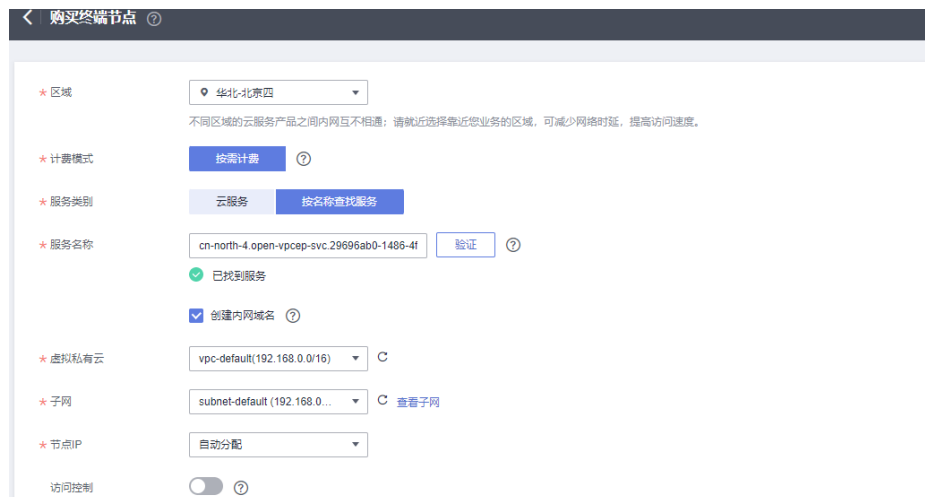 购买终端节点
* 区域 华北-北京四
不同区域的云服务产品之间内网互不相通；请就近选择靠近您业务的区域，可减少网络时延，提高访问速度。
* 计费模式 按需计费
* 服务类别 云服务 按名称查找服务
* 服务名称 cn-north-4.open-vpcep-svc.29696ab0-1486-4f 验证
已找到服务
创建内网域名
* 虚拟私有云 vpc-default(192.168.0.0/16)
* 子网 subnet-default (192.168.0... 查看子网
* 节点IP 自动分配
访问控制